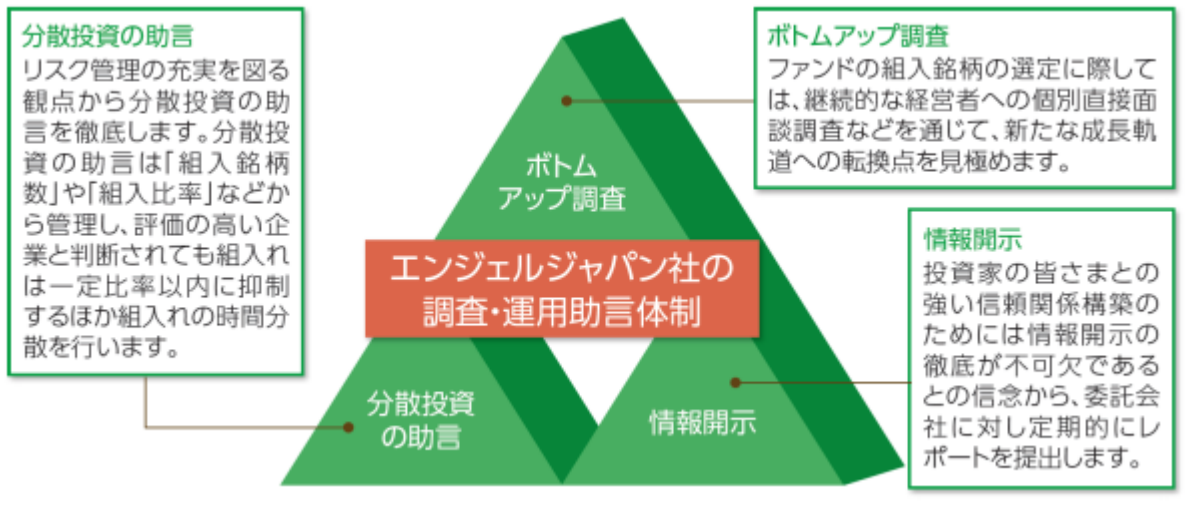 分散投資の助言
リスク管理の充実を図る
観点から分散投資の助
言を徹底します。分散投
資の助言は「組入銘柄
数」や「組入比率」などか
ら管理し、評価の高い企
業と判断されても組入れ
は一定比率以内に抑制
するほか組入れの時間分
散を行います。
ボトムアップ調査
ファンドの組入銘柄の選定に際して
は、継続的な経営者への個別直接面
談調査などを通じて、新たな成長軌
道への転換点を見極めます。
ボトム
アップ調査
エンジェルジャパン社の
調査・運用助言体制
情報開示
投資家の皆さまとの
強い信頼関係構築の
ためには情報開示の
徹底が不可欠である
との信念から、委託会
社に対し定期的にレ
ポートを提出します。
分散投資
の助言
情報開示